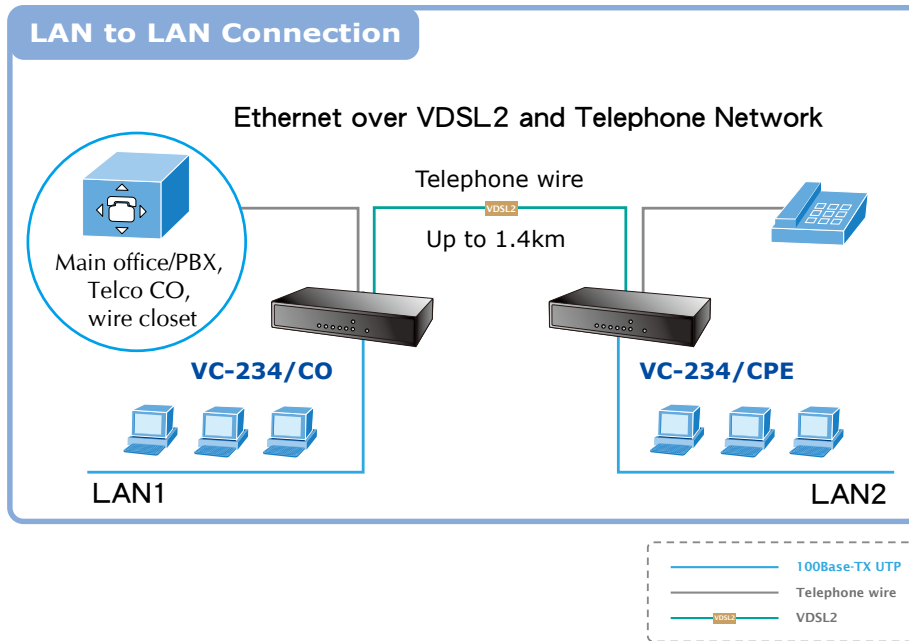 LAN to LAN Connection
Ethernet over VDSL2 and Telephone Network
Telephone wire
VDSL2
Up to 1.4km
Main office/PBX,
Telco CO,
wire closet
VC-234/CO
VC-234/CPE
LAN1
LAN2
100Base-TX UTP
Telephone wire
VDSL2
VDSL2